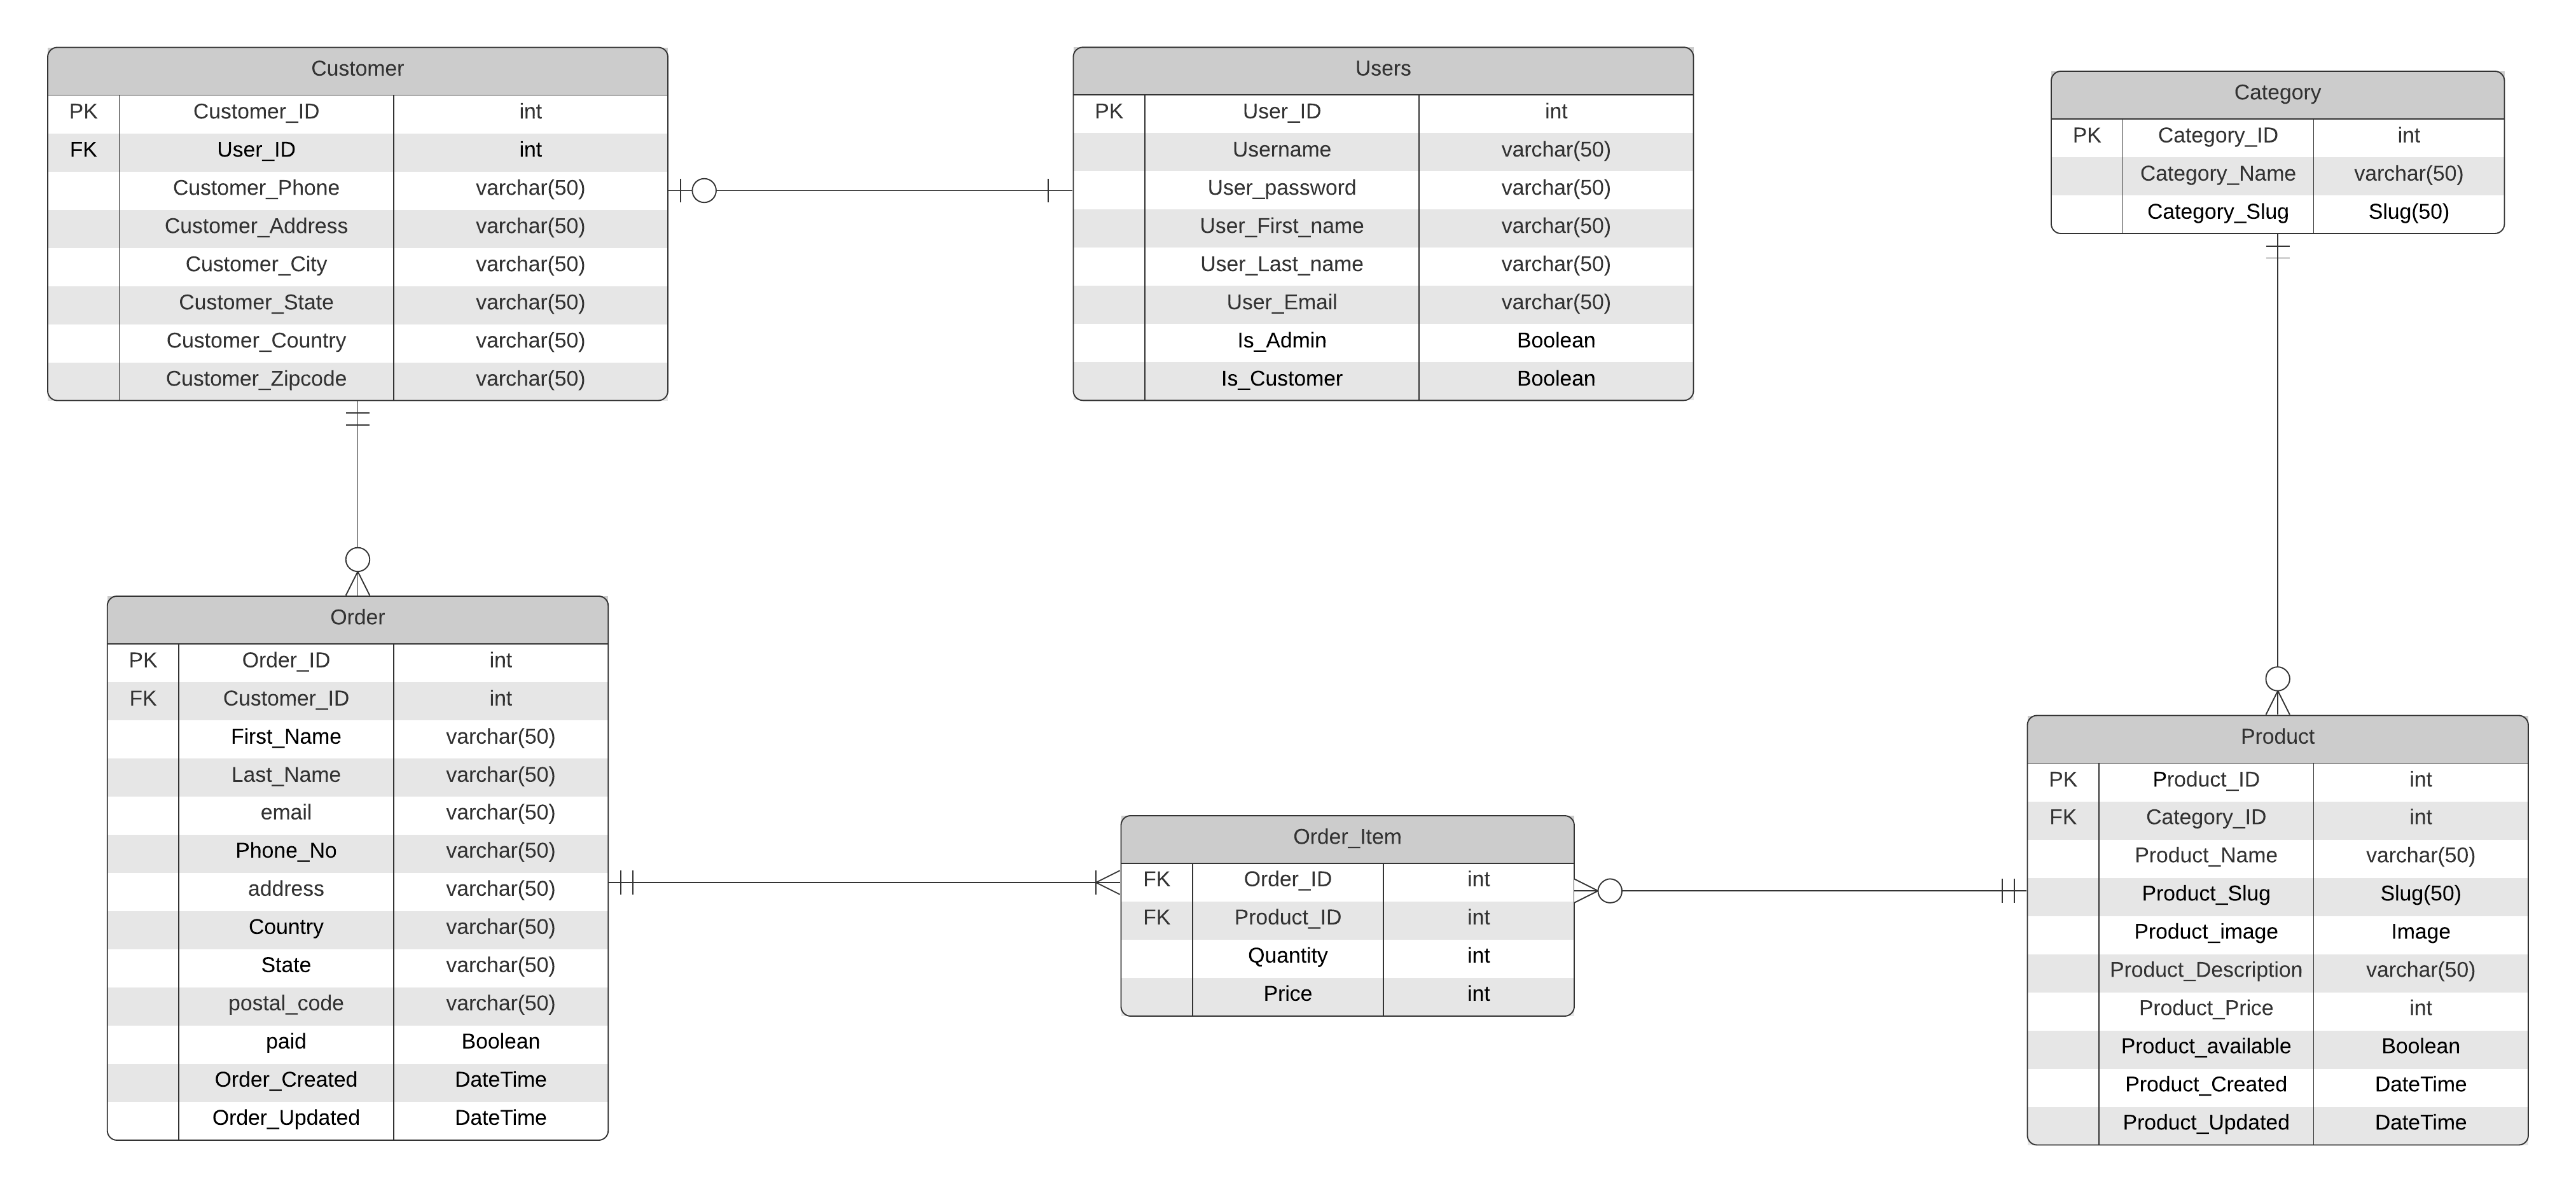 Customer
PK Customer_ID int
FK User_ID int
Customer_Phone varchar(50)
Customer_Address varchar(50)
Customer_City varchar(50)
Customer_State varchar(50)
Customer_Country varchar(50)
Customer_Zipcode varchar(50)
Users
PK User_ID int
Username varchar(50)
User_password varchar(50)
User_First_name varchar(50)
User_Last_name varchar(50)
User_Email varchar(50)
Is_Admin Boolean
Is_Customer Boolean
Category
PK Category_ID int
Category_Name varchar(50)
Category_Slug Slug(50)
Order
PK Order_ID int
FK Customer_ID int
First_Name varchar(50)
Last_Name varchar(50)
email varchar(50)
Phone_No varchar(50)
address varchar(50)
Country varchar(50)
State varchar(50)
postal_code varchar(50)
paid Boolean
Order_Created DateTime
Order_Updated DateTime
Order_Item
FK Order_ID int
FK Product_ID int
Quantity int
Price int
Product
PK Product_ID int
FK Category_ID int
Product_Name varchar(50)
Product_Slug Slug(50)
Product_image Image
Product_Description varchar(50)
Product_Price int
Product_available Boolean
Product_Created DateTime
Product_Updated DateTime